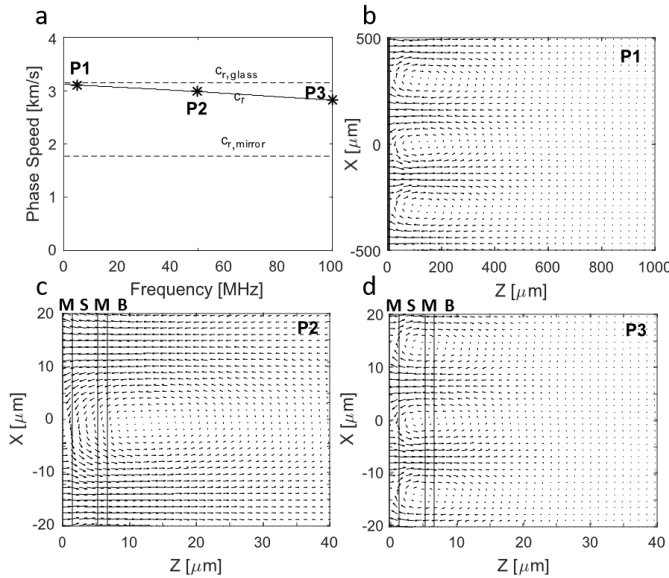 a
Phase Speed [km/s]
4
3
2
1
0
0 20 40 60 80 100
Frequency [MHz]
P1
P2
P3
c_r,glass
c_r
c_r,mirror
b
P1
X [μm]
500
0
-500
0 200 400 600 800 1000
Z [μm]
c
M S M B
P2
X [μm]
20
10
0
-10
-20
0 10 20 30 40
Z [μm]
d
M S M B
P3
X [μm]
20
10
0
-10
-20
0 10 20 30 40
Z [μm]